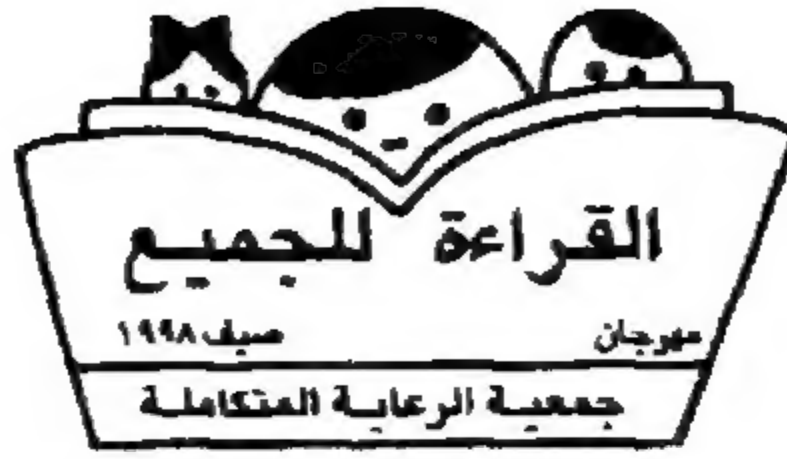 القراءة للجميع
مهرجان صيف ١٩٩٨
جمعية الرعاية المتكاملة